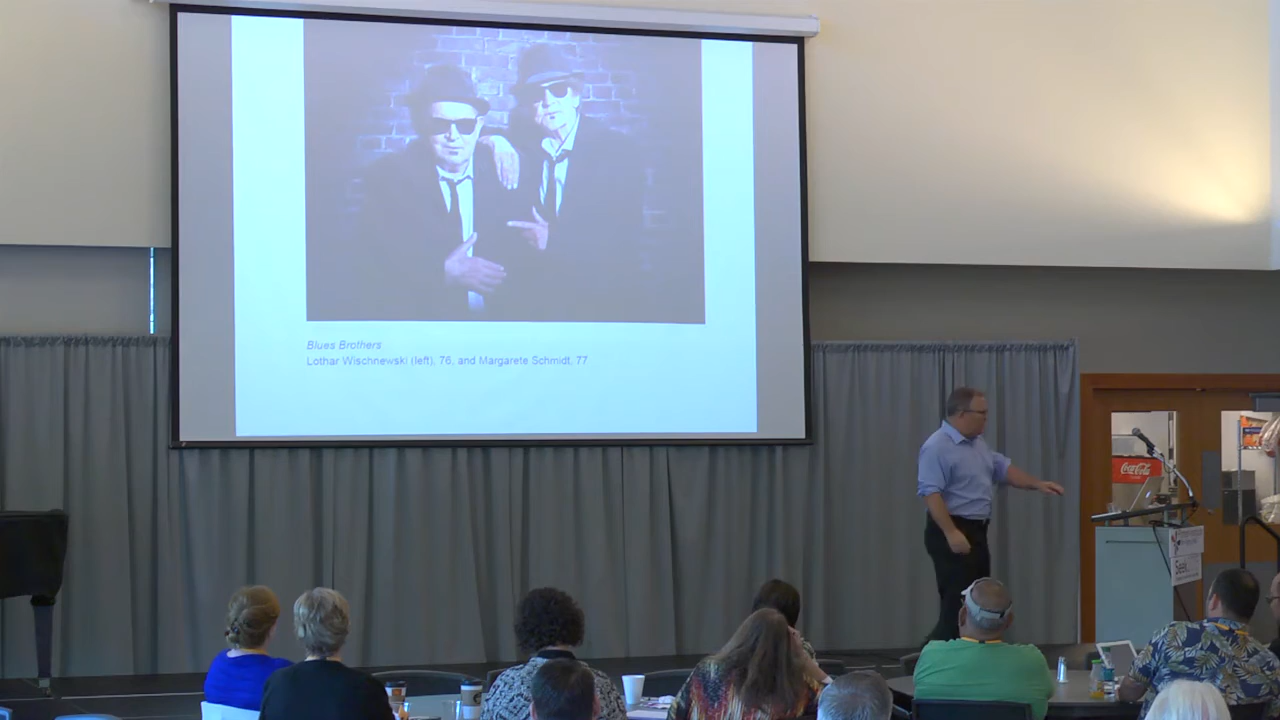 Blues Brothers
Lothar Wischnewski (left), 76, and Margarete Schmidt, 77
Coca-Cola